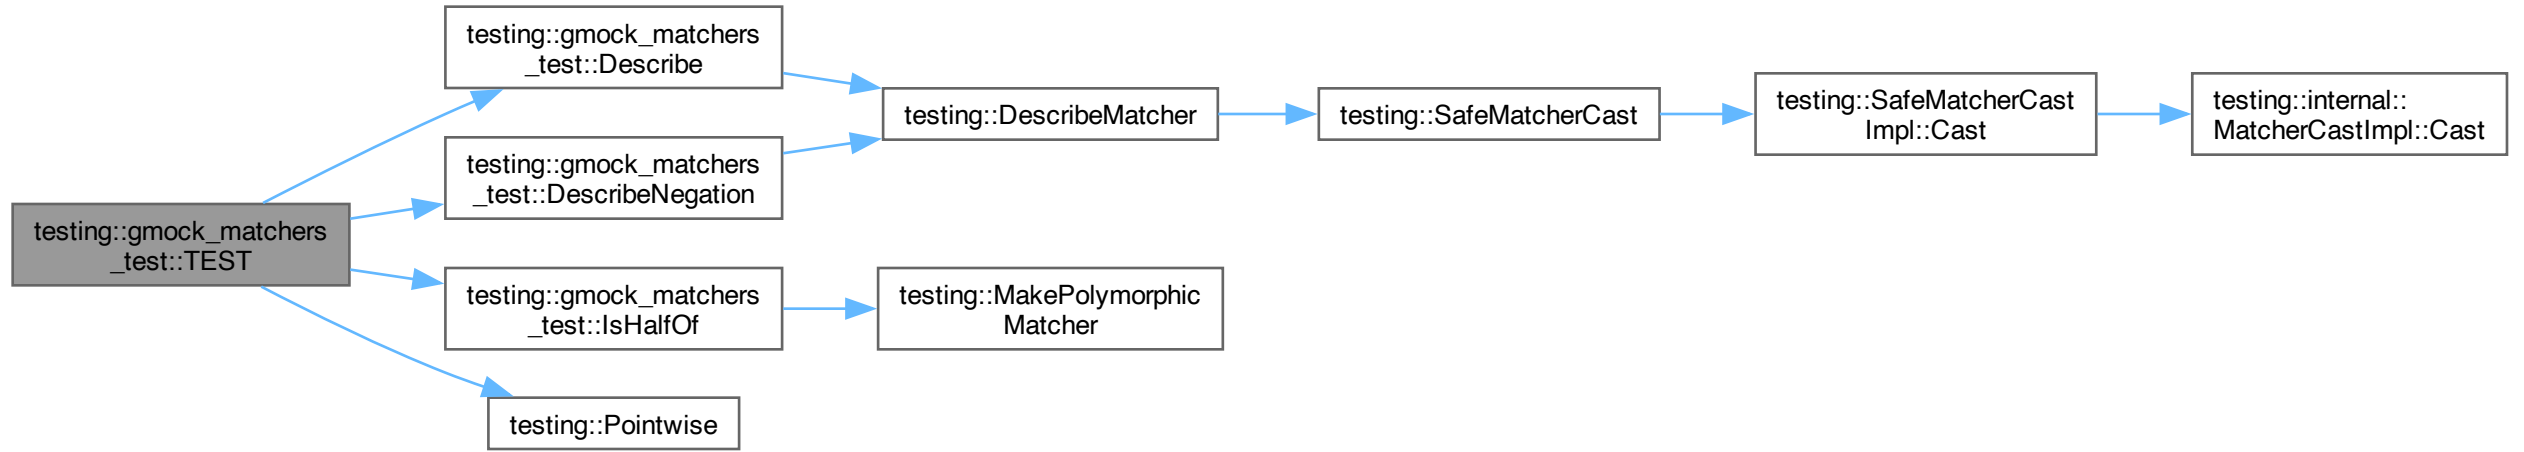 testing::gmock_matchers
_test::TEST
testing::gmock_matchers
_test::Describe
testing::gmock_matchers
_test::DescribeNegation
testing::gmock_matchers
_test::IsHalfOf
testing::Pointwise
testing::DescribeMatcher
testing::MakePolymorphic
Matcher
testing::SafeMatcherCast
testing::SafeMatcherCast
Impl::Cast
testing::internal::
MatcherCastImpl::Cast